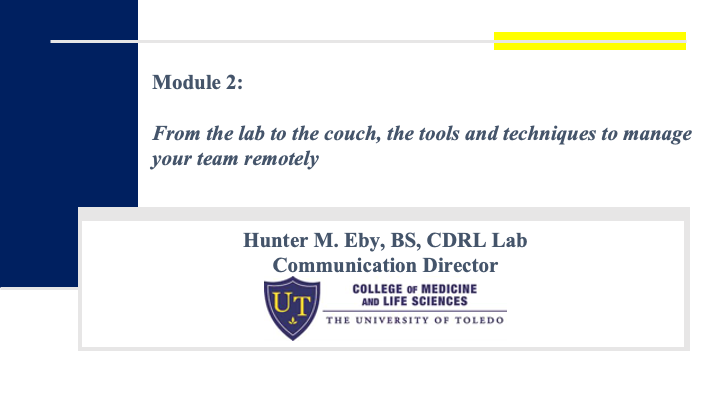 Module 2:
From the lab to the couch, the tools and techniques to manage
your team remotely
Hunter M. Eby, BS, CDRL Lab
Communication Director
UT
COLLEGE OF MEDICINE
AND LIFE SCIENCES
THE UNIVERSITY OF TOLEDO